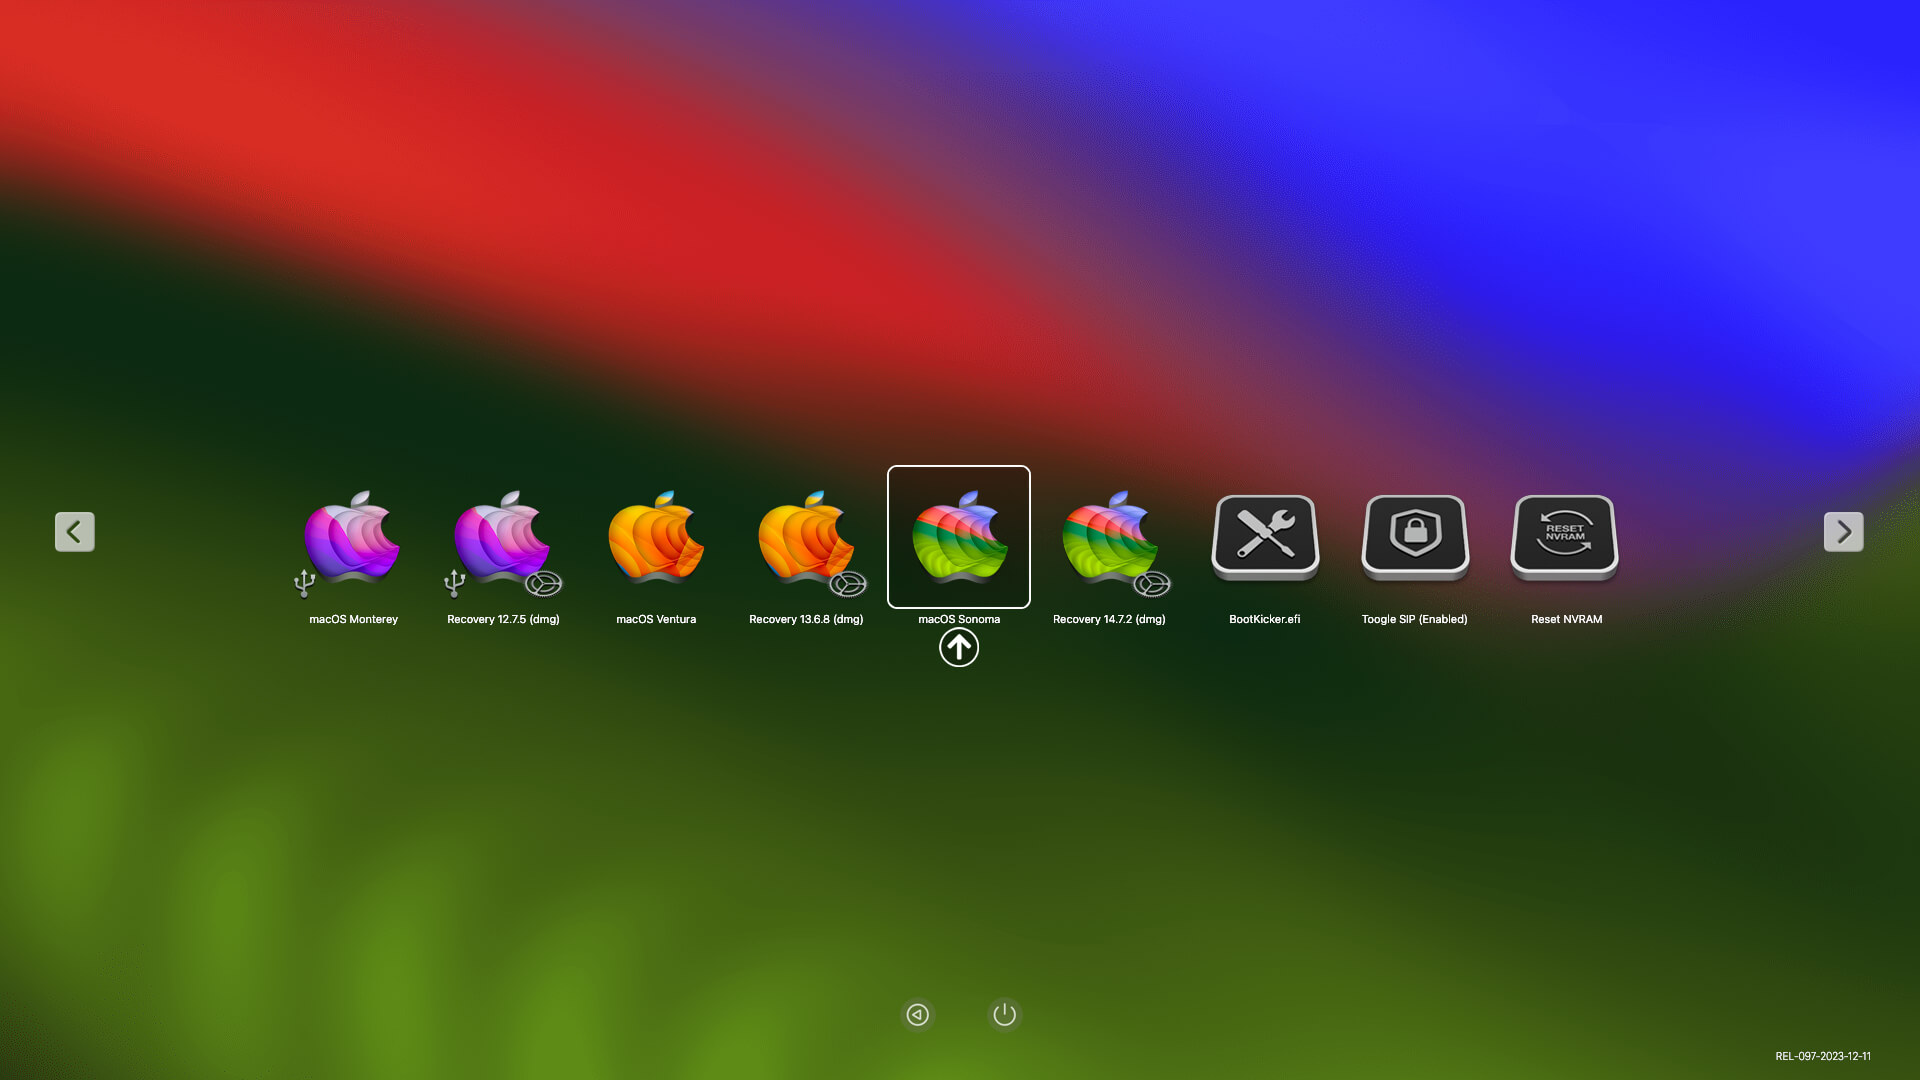 RESET
NVRAM
macOS Monterey
Recovery 12.7.5 (dmg)
macOS Ventura
Recovery 13.6.8 (dmg)
macOS Sonoma
Recovery 14.7.2 (dmg)
BootKicker.efi
Toogle SIP (Enabled)
Reset NVRAM
REL-097-2023-12-11